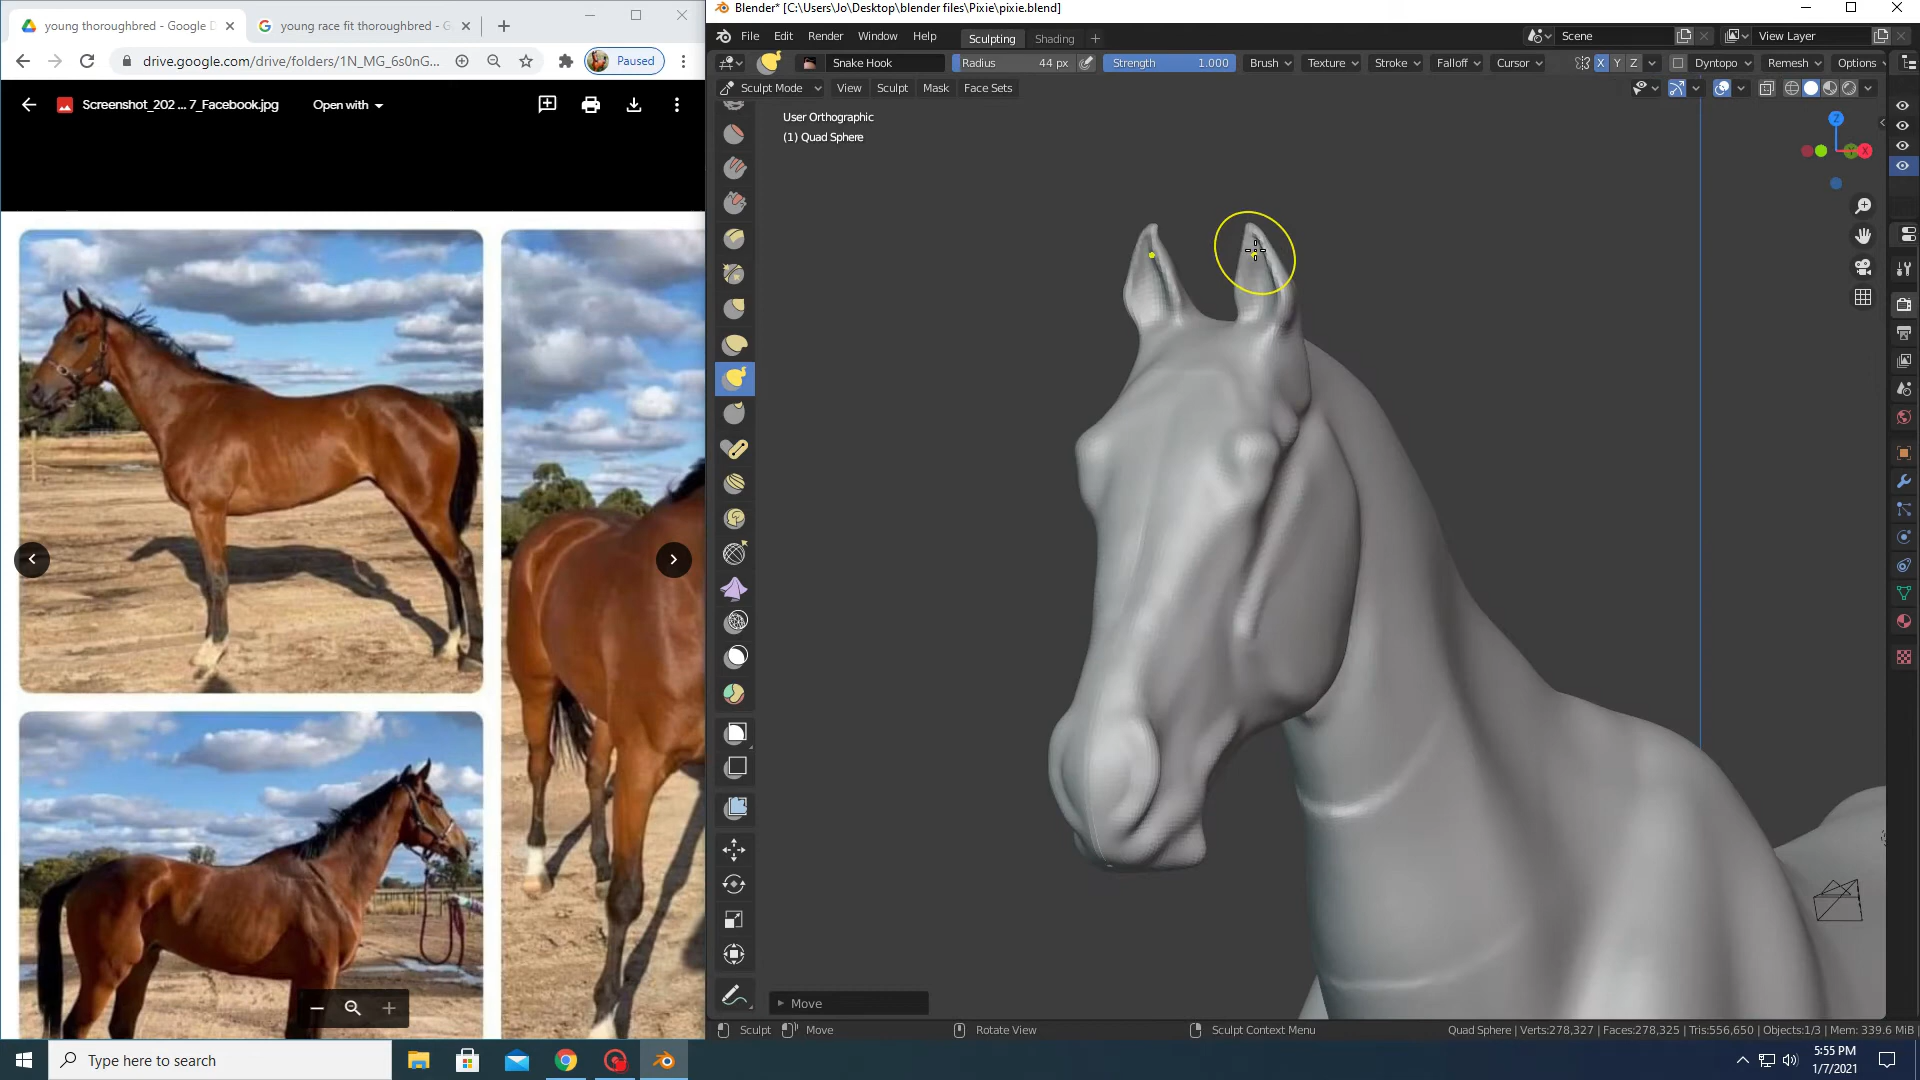 young thoroughbred - Google D
young race fit thoroughbred - G
drive.google.com/drive/folders/1N_MG_6s0nG...
Paused
Screenshot_202 ... 7_Facebook.jpg
Open with
Blender* [C:\Users\Jo\Desktop\blender files\Pixie\pixie.blend]
File Edit Render Window Help Sculpting Shading + Scene View Layer
Snake Hook Radius 44 px Strength 1.000 Brush Texture Stroke Falloff Cursor X Y Z Dyntopo Remesh Options
Sculpt Mode View Sculpt Mask Face Sets
User Orthographic
(1) Quad Sphere
Z
Y X
Move
Sculpt Move Rotate View Sculpt Context Menu Quad Sphere | Verts:278,327 | Faces:278,325 | Tris:556,650 | Objects:1/3 | Mem: 339.6 MiB
Type here to search
5:55 PM
1/7/2021